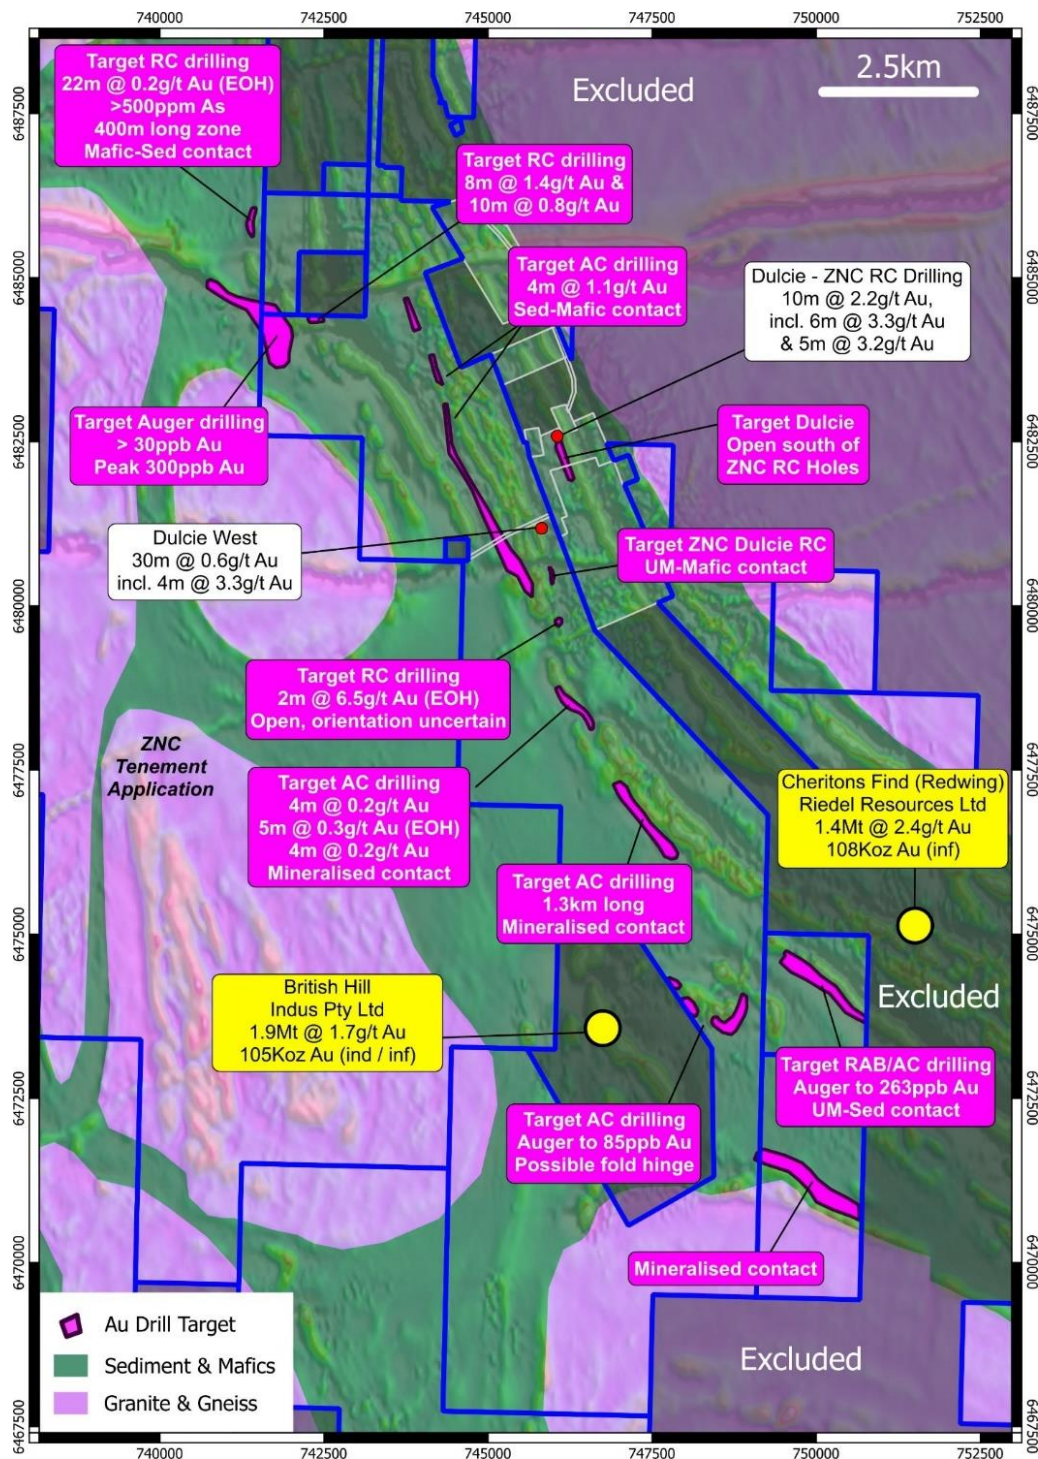 740000
742500
745000
747500
750000
752500
Target RC drilling
22m @ 0.2g/t Au (EOH)
>500ppm As
400m long zone
Mafic-Sed contact
Excluded
2.5km
6487500
6487500
Target RC drilling
8m @ 1.4g/t Au &
10m @ 0.8g/t Au
Target AC drilling
4m @ 1.1g/t Au
Sed-Mafic contact
Dulcie - ZNC RC Drilling
10m @ 2.2g/t Au,
incl. 6m @ 3.3g/t Au
& 5m @ 3.2g/t Au
6485000
6485000
Target Auger drilling
> 30ppb Au
Peak 300ppb Au
Target Dulcie
Open south of
ZNC RC Holes
6482500
6482500
Dulcie West
30m @ 0.6g/t Au
incl. 4m @ 3.3g/t Au
Target ZNC Dulcie RC
UM-Mafic contact
6480000
6480000
Target RC drilling
2m @ 6.5g/t Au (EOH)
Open, orientation uncertain
ZNC
Tenement
Application
6477500
6477500
Target AC drilling
4m @ 0.2g/t Au
5m @ 0.3g/t Au (EOH)
4m @ 0.2g/t Au
Mineralised contact
Cheritons Find (Redwing)
Riedel Resources Ltd
1.4Mt @ 2.4g/t Au
108Koz Au (inf)
Target AC drilling
1.3km long
Mineralised contact
6475000
6475000
British Hill
Indus Pty Ltd
1.9Mt @ 1.7g/t Au
105Koz Au (ind / inf)
Excluded
Target RAB/AC drilling
Auger to 263ppb Au
UM-Sed contact
6472500
6472500
Target AC drilling
Auger to 85ppb Au
Possible fold hinge
Mineralised contact
6470000
6470000
Au Drill Target
Sediment & Mafics
Granite & Gneiss
Excluded
6467500
6467500
740000
742500
745000
747500
750000
752500